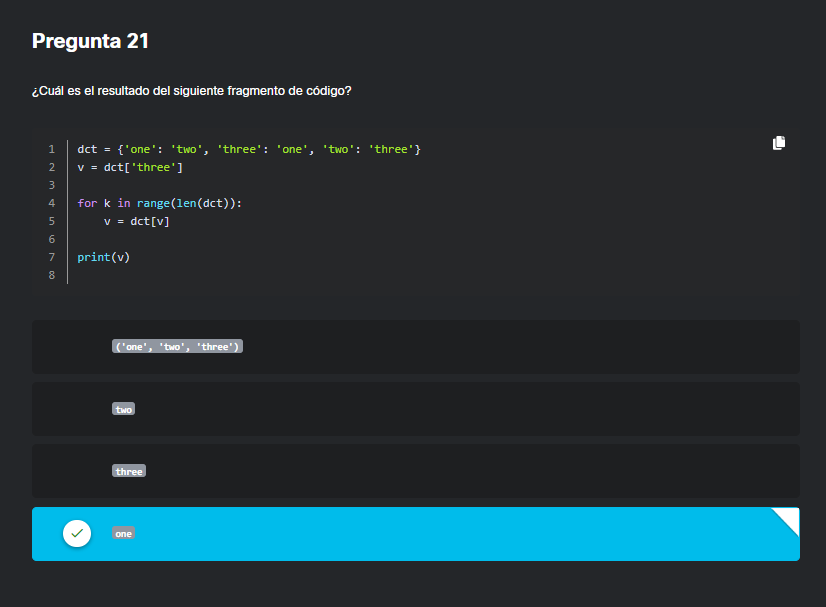 Pregunta 21
¿Cuál es el resultado del siguiente fragmento de código?
1 dct = {'one': 'two', 'three': 'one', 'two': 'three'}
2 v = dct['three']
3
4 for k in range(len(dct)):
5     v = dct[v]
6
7 print(v)
8
('one', 'two', 'three')
two
three
one